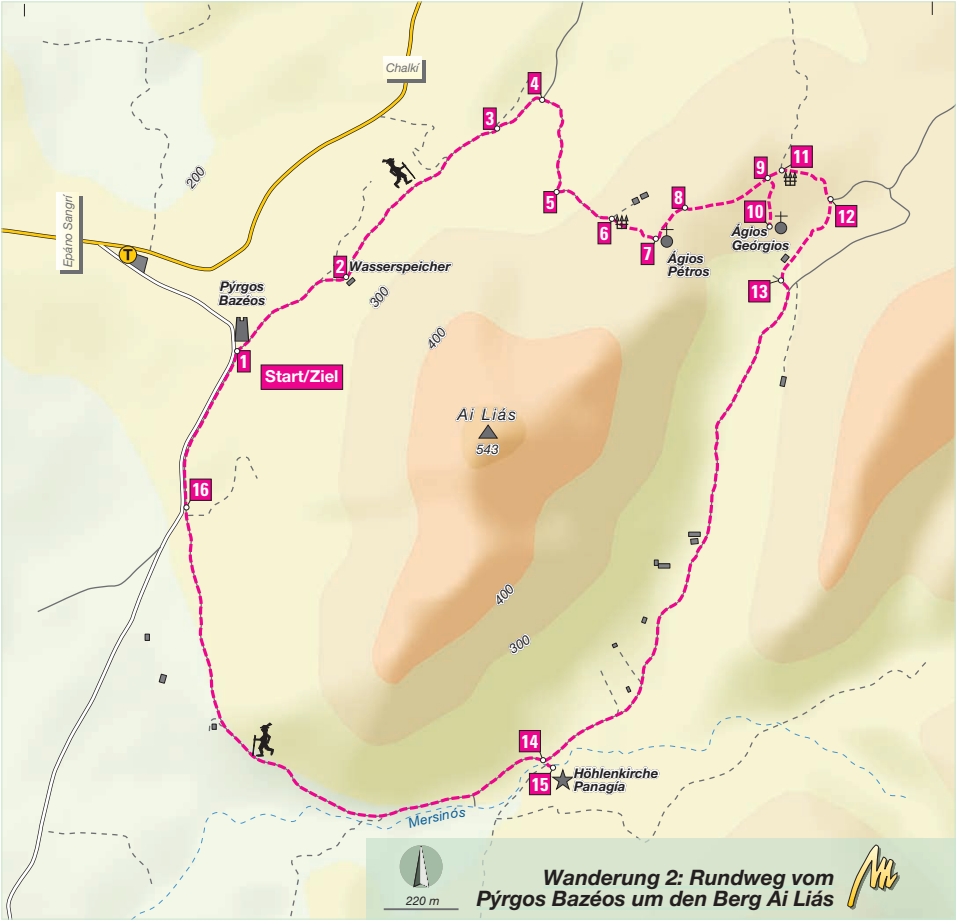 Chalkí
4
3
200
11
9
5
8
Epáno Sangrí
10
12
6
Ágios
Geórgios
7
Ágios
Pétros
T
2
Wasserspeicher
13
Pýrgos
Bazéos
300
400
1
Start/Ziel
Ai Liás
543
16
400
300
14
Höhlenkirche
Panagía
15
Mersinós
220 m
Wanderung 2: Rundweg vom
Pýrgos Bazéos um den Berg Ai Liás